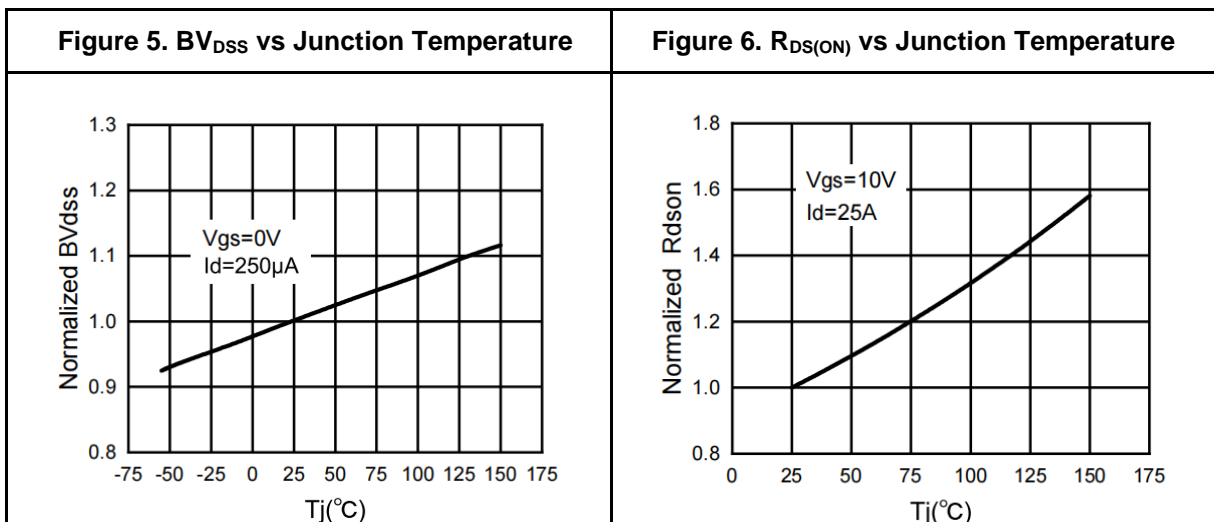 Figure 5. BVDSS vs Junction Temperature
Figure 6. RDS(ON) vs Junction Temperature
1.3
1.2
1.1
1.0
0.9
0.8
Normalized BVdss
Vgs=0V
Id=250μA
-75 -50 -25 0 25 50 75 100 125 150 175
Tj(°C)
1.8
1.6
1.4
1.2
1.0
0.8
Normalized Rdson
Vgs=10V
Id=25A
0 25 50 75 100 125 150 175
Tj(°C)